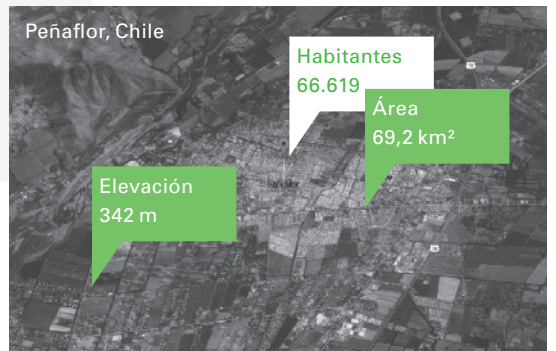 Peñaflor, Chile
Habitantes
66.619
Área
69,2 km²
Elevación
342 m